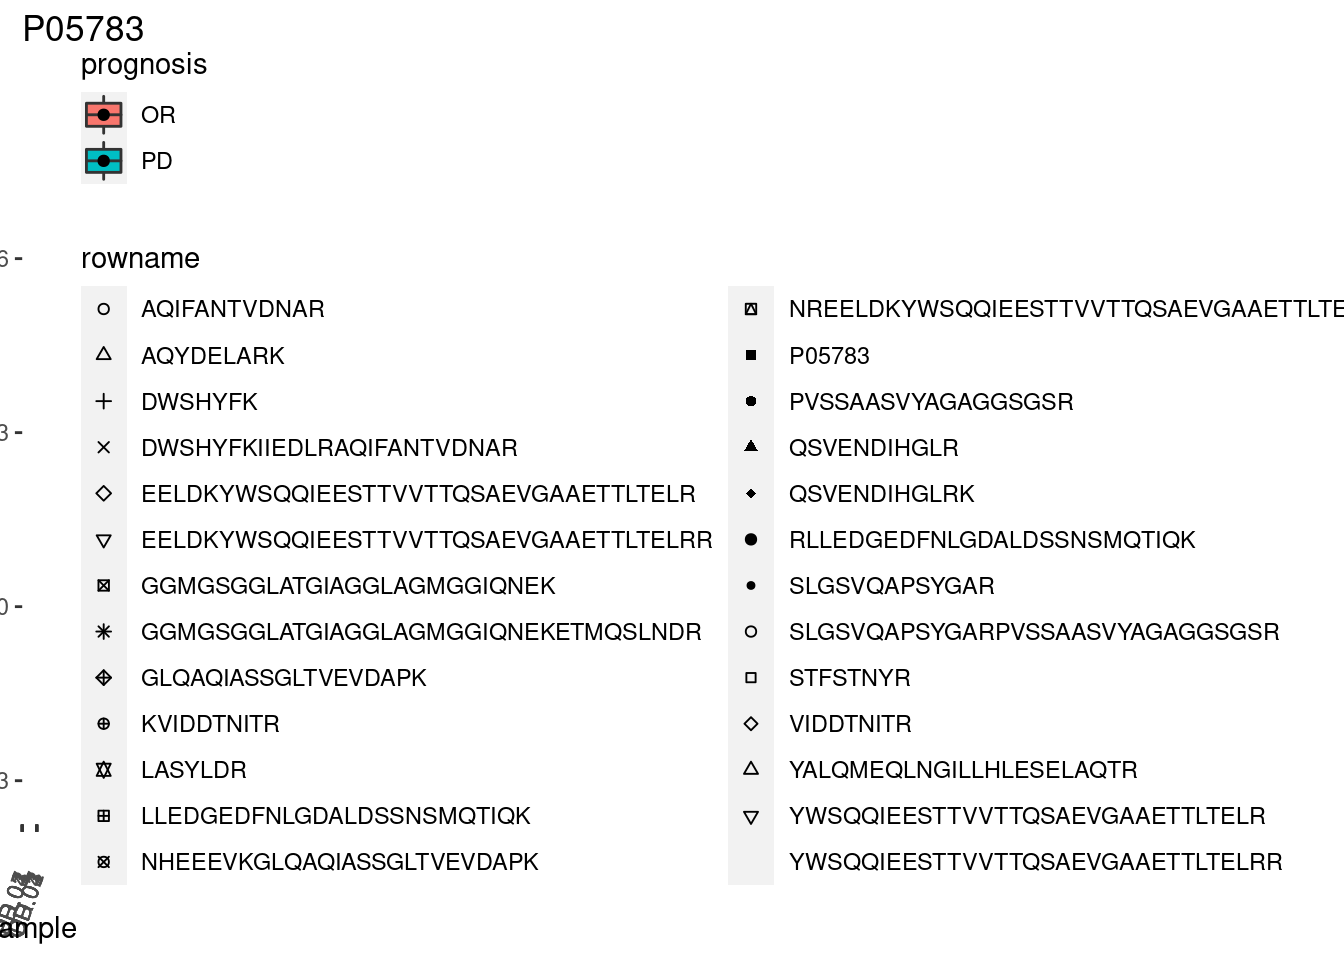 P05783
prognosis
OR
PD
6
rowname
3
0
3
AQIFANTVDNAR
AQYDELARK
DWSHYFK
DWSHYFKIIEDLRAQIFANTVDNAR
EELDKYWSQQIEESTTVVTTQSAEVGAAETTLTELR
EELDKYWSQQIEESTTVVTTQSAEVGAAETTLTELRR
GGMGSGGLATGIAGGLAGMGGIQNEK
GGMGSGGLATGIAGGLAGMGGIQNEKETMQSLNDR
GLQAQIASSGLTVEVDAPK
KVIDDTNITR
LASYLDR
LLEDGEDFNLGDALDSSNSMQTIQK
NHEEEVKGLQAQIASSGLTVEVDAPK
NREELDKYWSQQIEESTTVVTTQSAEVGAAETTLTE
P05783
PVSSAASVYAGAGGSGSR
QSVENDIHGLR
QSVENDIHGLRK
RLLEDGEDFNLGDALDSSNSMQTIQK
SLGSVQAPSYGAR
SLGSVQAPSYGARPVSSAASVYAGAGGSGSR
STFSTNYR
VIDDTNITR
YALQMEQLNGILLHLESELAQTR
YWSQQIEESTTVVTTQSAEVGAAETTLTELR
YWSQQIEESTTVVTTQSAEVGAAETTLTELRR
ample